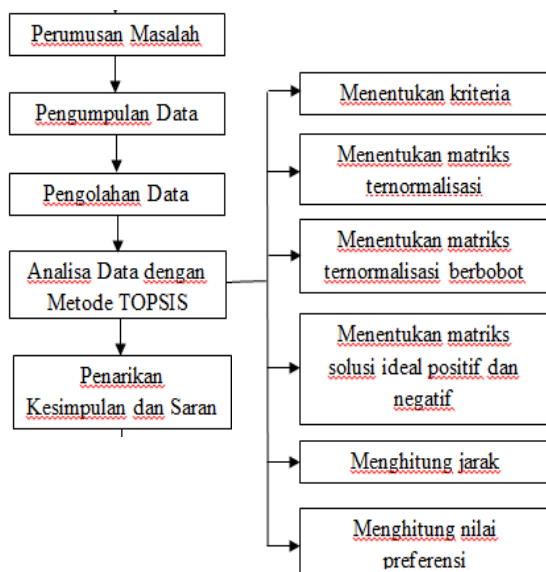 Perumusan Masalah
Pengumpulan Data
Pengolahan Data
Analisa Data dengan
Metode TOPSIS
Penarikan
Kesimpulan dan Saran
Menentukan kriteria
Menentukan matriks
ternormalisasi
Menentukan matriks
ternormalisasi berbobot
Menentukan matriks
solusi ideal positif dan
negatif
Menghitung jarak
Menghitung nilai
preferensi